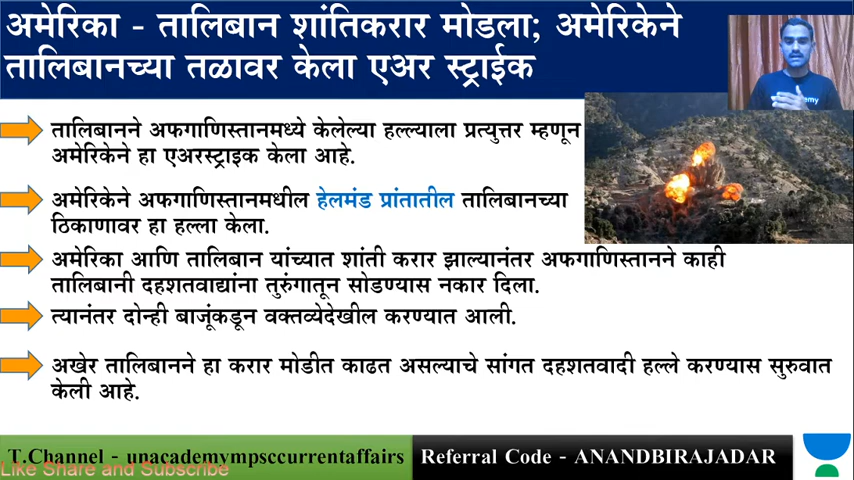 अमेरिका - तालिबान शांतिकरार मोडला; अमेरिकेने
तालिबानच्या तळावर केला एअर स्ट्राईक
तालिबानने अफगाणिस्तानमध्ये केलेल्या हल्ल्याला प्रत्युत्तर म्हणून
अमेरिकेने हा एअरस्ट्राइक केला आहे.
अमेरिकेने अफगाणिस्तानमधील हेलमंड प्रांतातील तालिबानच्या
ठिकाणावर हा हल्ला केला.
अमेरिका आणि तालिबान यांच्यात शांती करार झाल्यानंतर अफगाणिस्तानने काही
तालिबानी दहशतवाद्यांना तुरुंगातून सोडण्यास नकार दिला.
त्यानंतर दोन्ही बाजूंकडून वक्तव्येदेखील करण्यात आली.
अखेर तालिबानने हा करार मोडीत काढत असल्याचे सांगत दहशतवादी हल्ले करण्यास सुरुवात
केली आहे.
T.Channel - unacademympsccurrentaffairs
Referral Code - ANANDBIRAJADAR
Like Share and Subscribe